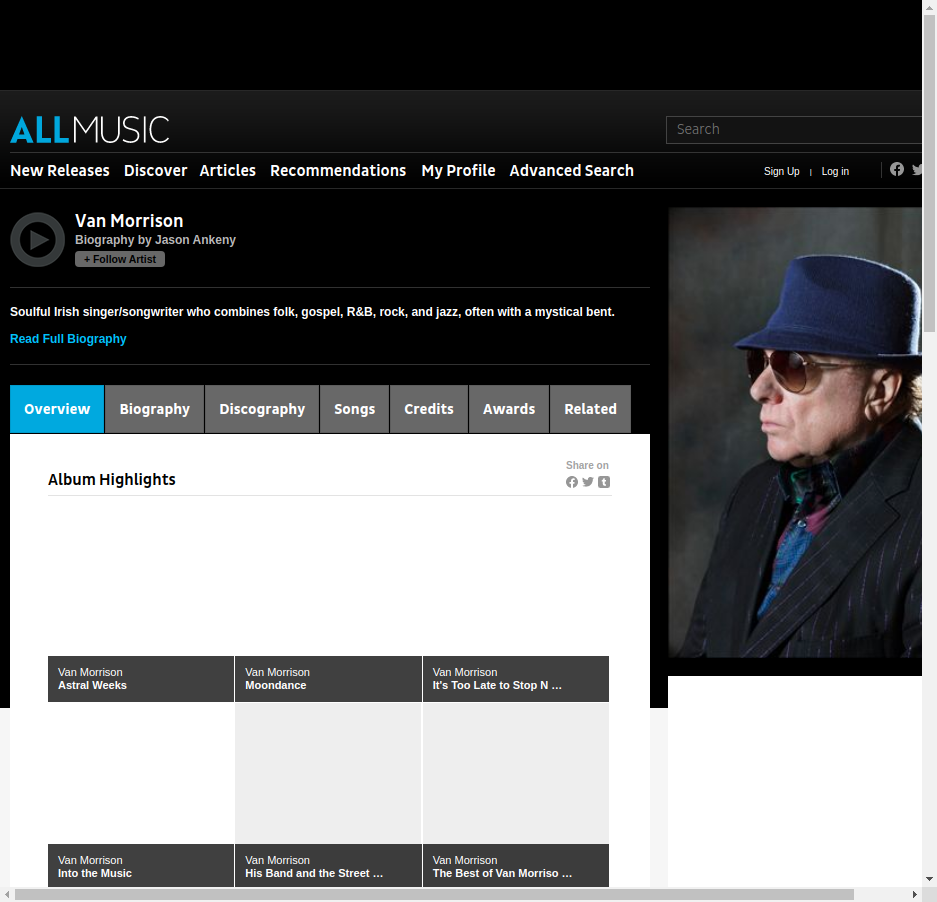 ALLMUSIC
Search
New Releases Discover Articles Recommendations My Profile Advanced Search
Sign Up | Log in
Van Morrison
Biography by Jason Ankeny
+ Follow Artist
Soulful Irish singer/songwriter who combines folk, gospel, R&B, rock, and jazz, often with a mystical bent.
Read Full Biography
Overview Biography Discography Songs Credits Awards Related
Share on
Album Highlights
Van Morrison
Astral Weeks
Van Morrison
Moondance
Van Morrison
It's Too Late to Stop N ...
Van Morrison
Into the Music
Van Morrison
His Band and the Street ...
Van Morrison
The Best of Van Morriso ...